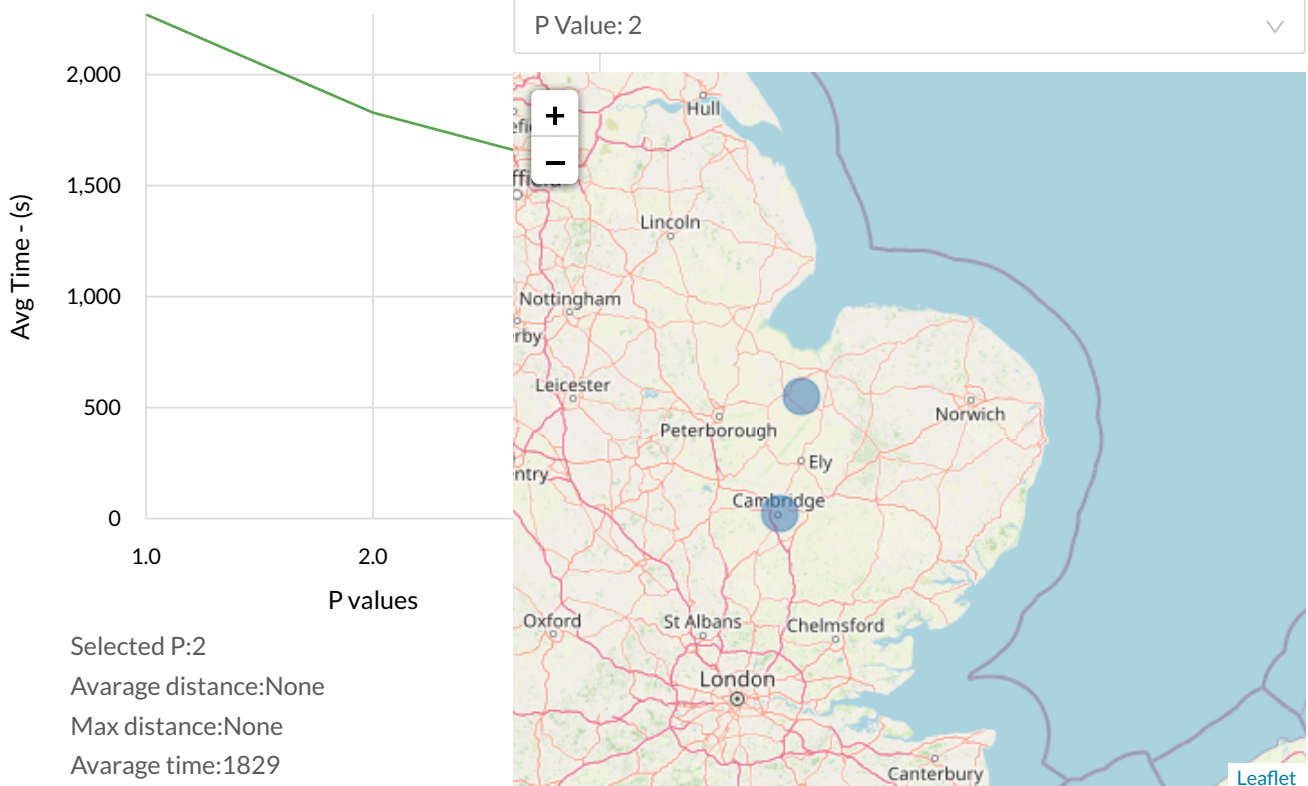 P Value: 2
2,000
1,500
1,000
500
0
Avg Time - (s)
1.0
2.0
P values
Selected P:2
Avarage distance:None
Max distance:None
Avarage time:1829
+
−
Hull
Lincoln
Nottingham
Leicester
Peterborough
Norwich
Ely
Cambridge
Oxford
St Albans
Chelmsford
London
Canterbury
Leaflet